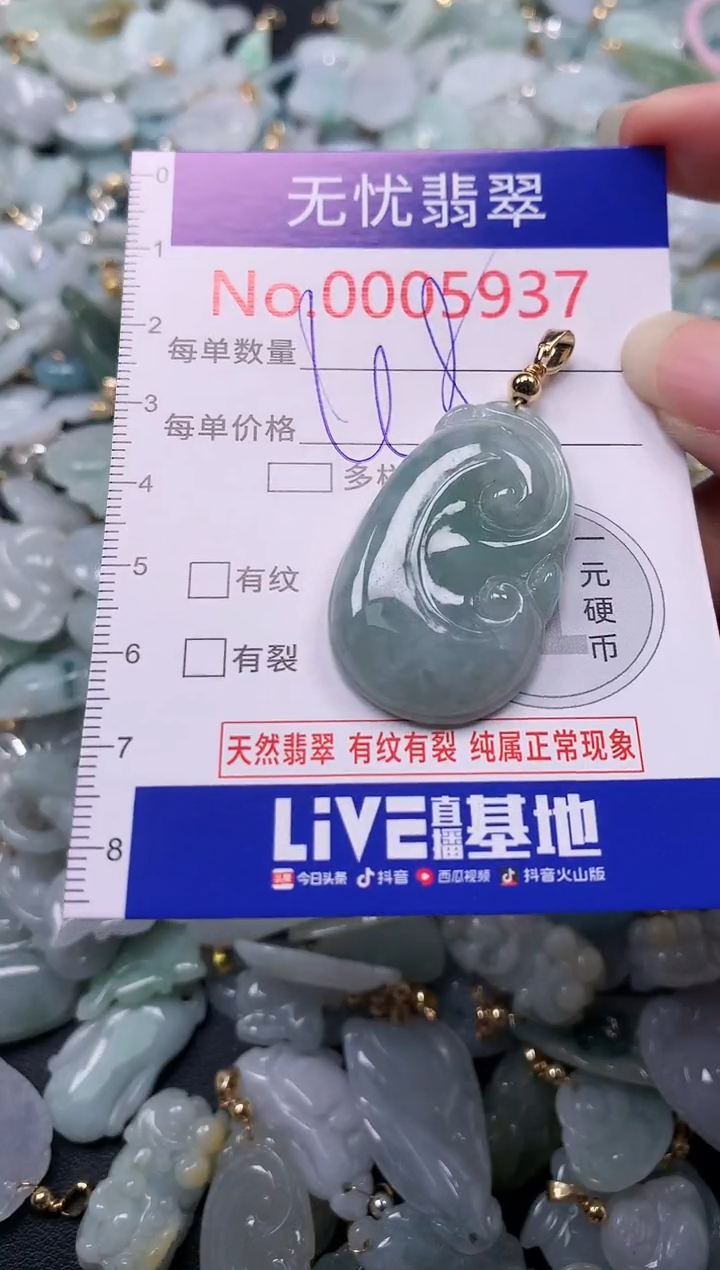 无忧翡翠
No.0005937
每单数量
每单价格
多样
有纹
有裂
一元硬币
天然翡翠 有纹有裂 纯属正常现象
LiVE直播基地
今日头条 抖音 西瓜视频 抖音火山版
0
1
2
3
4
5
6
7
8